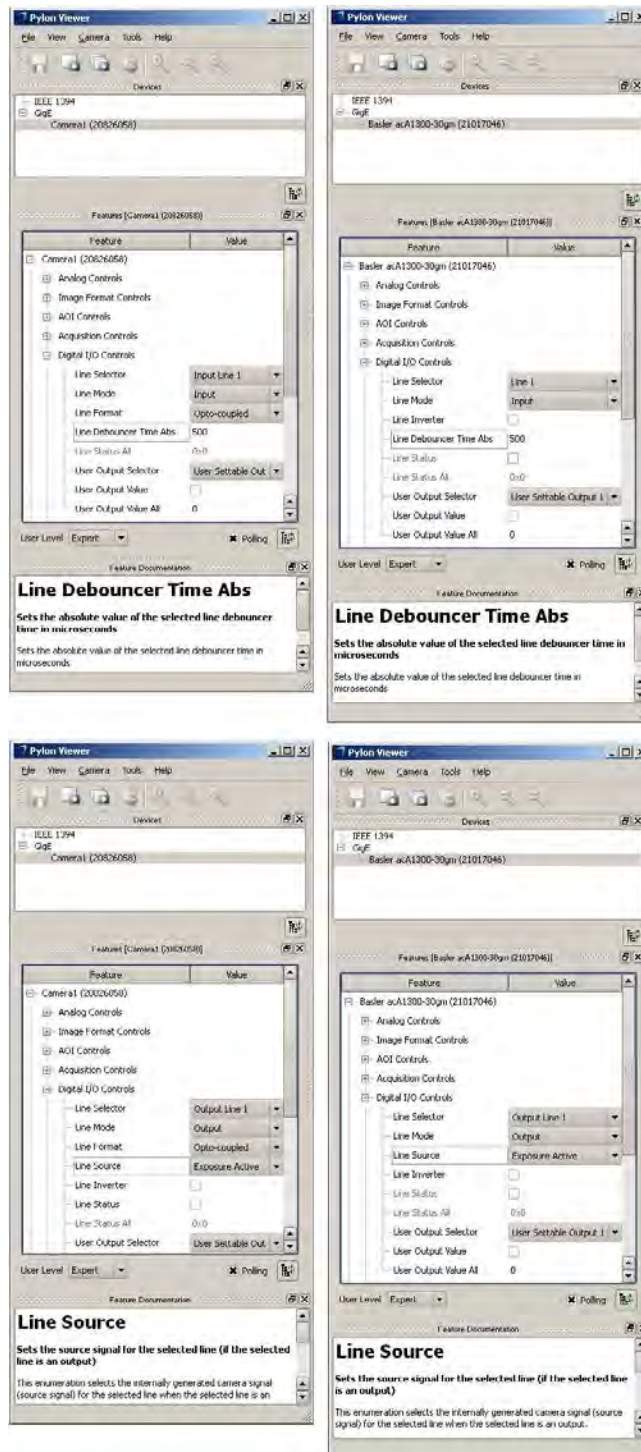 Pylon Viewer
File View Camera Tools Help
Devices
IEEE 1394
GigE
Camera1 (20826058)
Features [Camera1 (20826058)]
Feature Value
Camera1 (20826058)
Analog Controls
Image Format Controls
AOI Controls
Acquisition Controls
Digital I/O Controls
Line Selector Input Line 1
Line Mode Input
Line Format Opto-coupled
Line Debouncer Time Abs 500
Line Status All 0x0
User Output Selector User Settable Out
User Output Value
User Output Value All 0
User Level Expert Polling
Feature Documentation
Line Debouncer Time Abs
Sets the absolute value of the selected line debouncer
time in microseconds
Sets the absolute value of the selected line debouncer time in
microseconds
Pylon Viewer
File View Camera Tools Help
Devices
IEEE 1394
GigE
Basler acA1300-30gm (21017046)
Features [Basler acA1300-30gm (21017046)]
Feature Value
Basler acA1300-30gm (21017046)
Analog Controls
Image Format Controls
AOI Controls
Acquisition Controls
Digital I/O Controls
Line Selector Line 1
Line Mode Input
Line Inverter
Line Debouncer Time Abs 500
Line Status
Line Status All 0x0
User Output Selector User Settable Output 1
User Output Value
User Output Value All 0
User Level Expert Polling
Feature Documentation
Line Debouncer Time Abs
Sets the absolute value of the selected line debouncer time in
microseconds
Sets the absolute value of the selected line debouncer time in
microseconds
Pylon Viewer
File View Camera Tools Help
Devices
IEEE 1394
GigE
Camera1 (20826058)
Features [Camera1 (20826058)]
Feature Value
Camera1 (20826058)
Analog Controls
Image Format Controls
AOI Controls
Acquisition Controls
Digital I/O Controls
Line Selector Output Line 1
Line Mode Output
Line Format Opto-coupled
Line Source Exposure Active
Line Inverter
Line Status
Line Status All 0x0
User Output Selector User Settable Out
User Level Expert Polling
Feature Documentation
Line Source
Sets the source signal for the selected line (if the selected
line is an output)
This enumeration selects the internally generated camera signal
(source signal) for the selected line when the selected line is an
Pylon Viewer
File View Camera Tools Help
Devices
IEEE 1394
GigE
Basler acA1300-30gm (21017046)
Features [Basler acA1300-30gm (21017046)]
Feature Value
Basler acA1300-30gm (21017046)
Analog Controls
Image Format Controls
AOI Controls
Acquisition Controls
Digital I/O Controls
Line Selector Output Line 1
Line Mode Output
Line Source Exposure Active
Line Inverter
Line Status
Line Status All 0x0
User Output Selector User Settable Output 1
User Output Value
User Output Value All 0
User Level Expert Polling
Feature Documentation
Line Source
Sets the source signal for the selected line (if the selected line
is an output)
This enumeration selects the internally generated camera signal (source
signal) for the selected line when the selected line is an output.